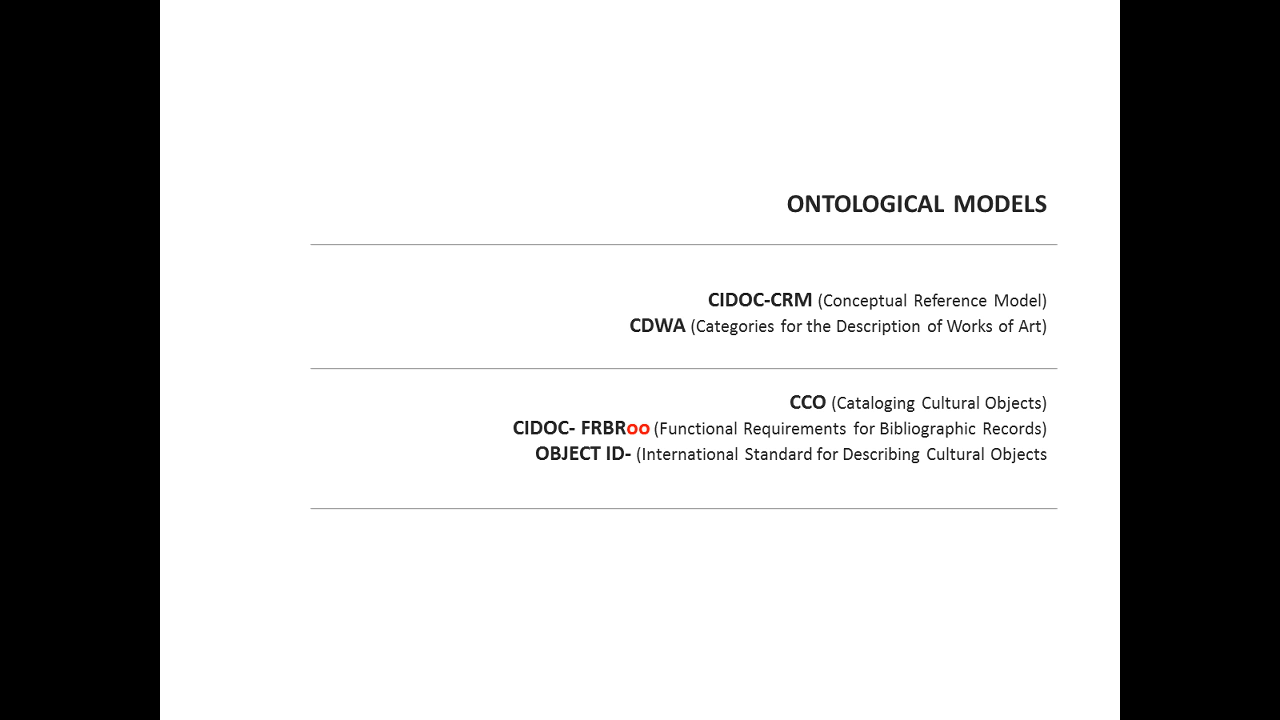 ONTOLOGICAL MODELS
CIDOC-CRM (Conceptual Reference Model)
CDWA (Categories for the Description of Works of Art)
CCO (Cataloging Cultural Objects)
CIDOC- FRBRoo (Functional Requirements for Bibliographic Records)
OBJECT ID- (International Standard for Describing Cultural Objects